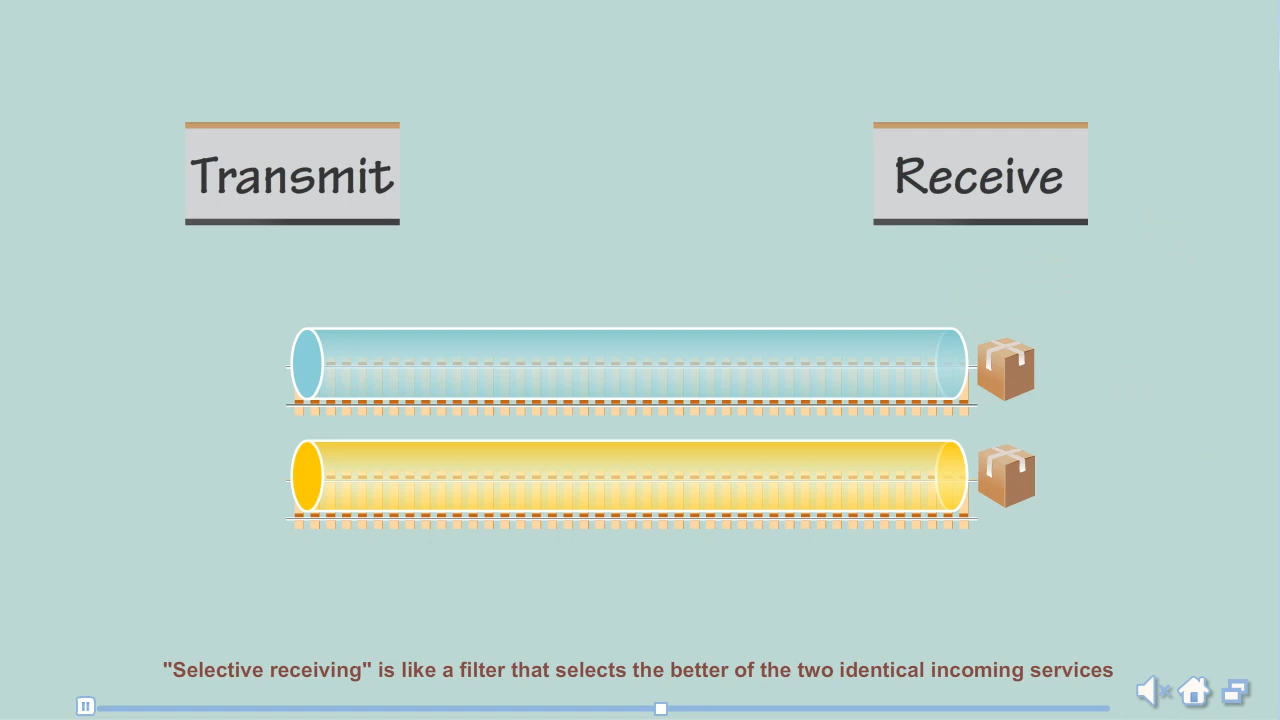 Transmit
Receive
"Selective receiving" is like a filter that selects the better of the two identical incoming services